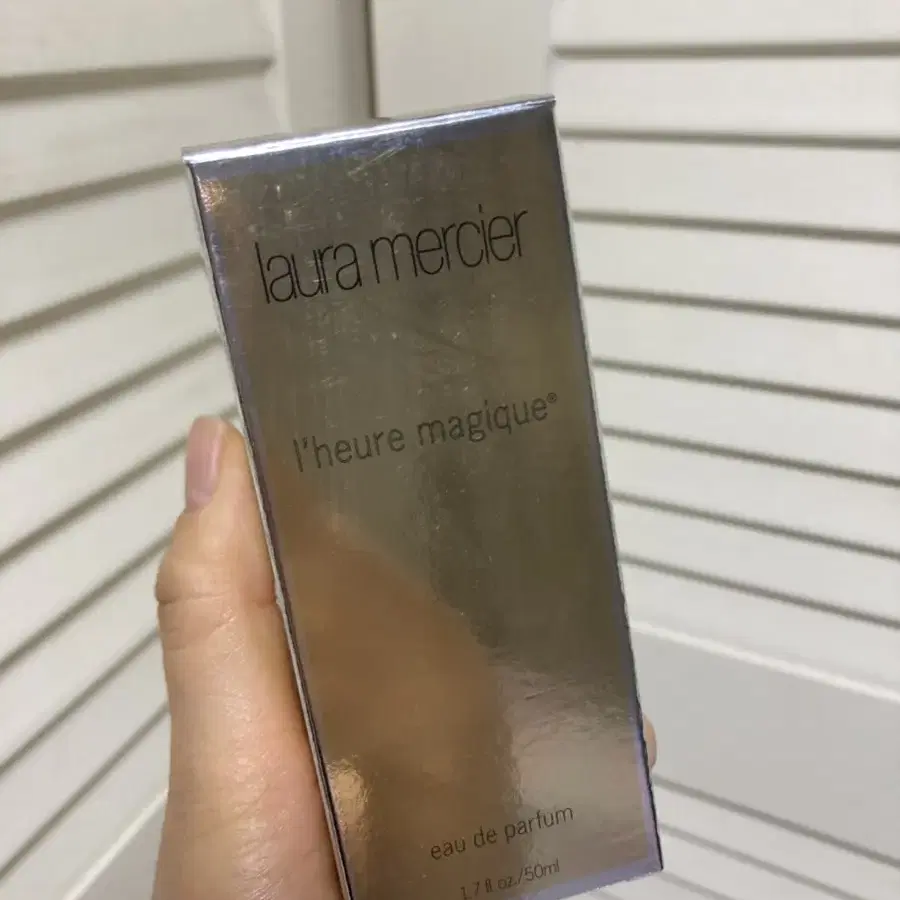 laura mercier
l'heure magique®
eau de parfum
1.7 fl oz./50ml